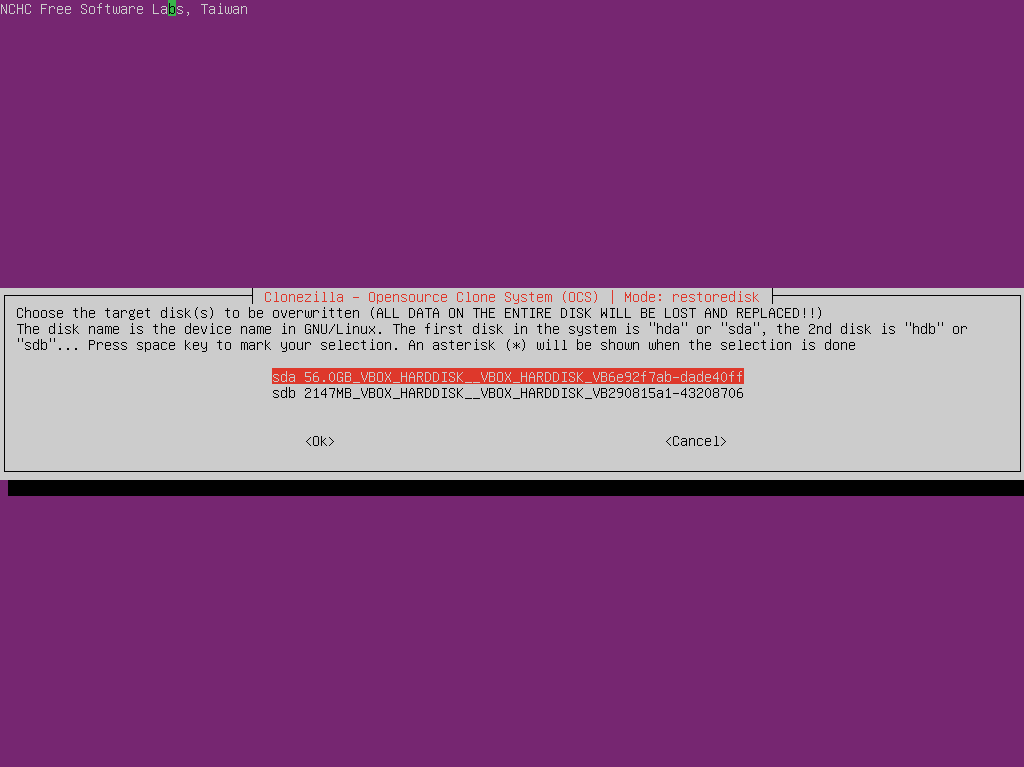 NCHC Free Software Labs, Taiwan
Clonezilla - Opensource Clone System (OCS) | Mode: restoredisk
Choose the target disk(s) to be overwritten (ALL DATA ON THE ENTIRE DISK WILL BE LOST AND REPLACED!!)
The disk name is the device name in GNU/Linux. The first disk in the system is "hda" or "sda", the 2nd disk is "hdb" or
"sdb"... Press space key to mark your selection. An asterisk (*) will be shown when the selection is done
sda 56.0GB_VBOX_HARDDISK__VBOX_HARDDISK_VB6e92f7ab-dade40ff
sdb 2147MB_VBOX_HARDDISK__VBOX_HARDDISK_VB290815a1-43208706
<Ok> <Cancel>